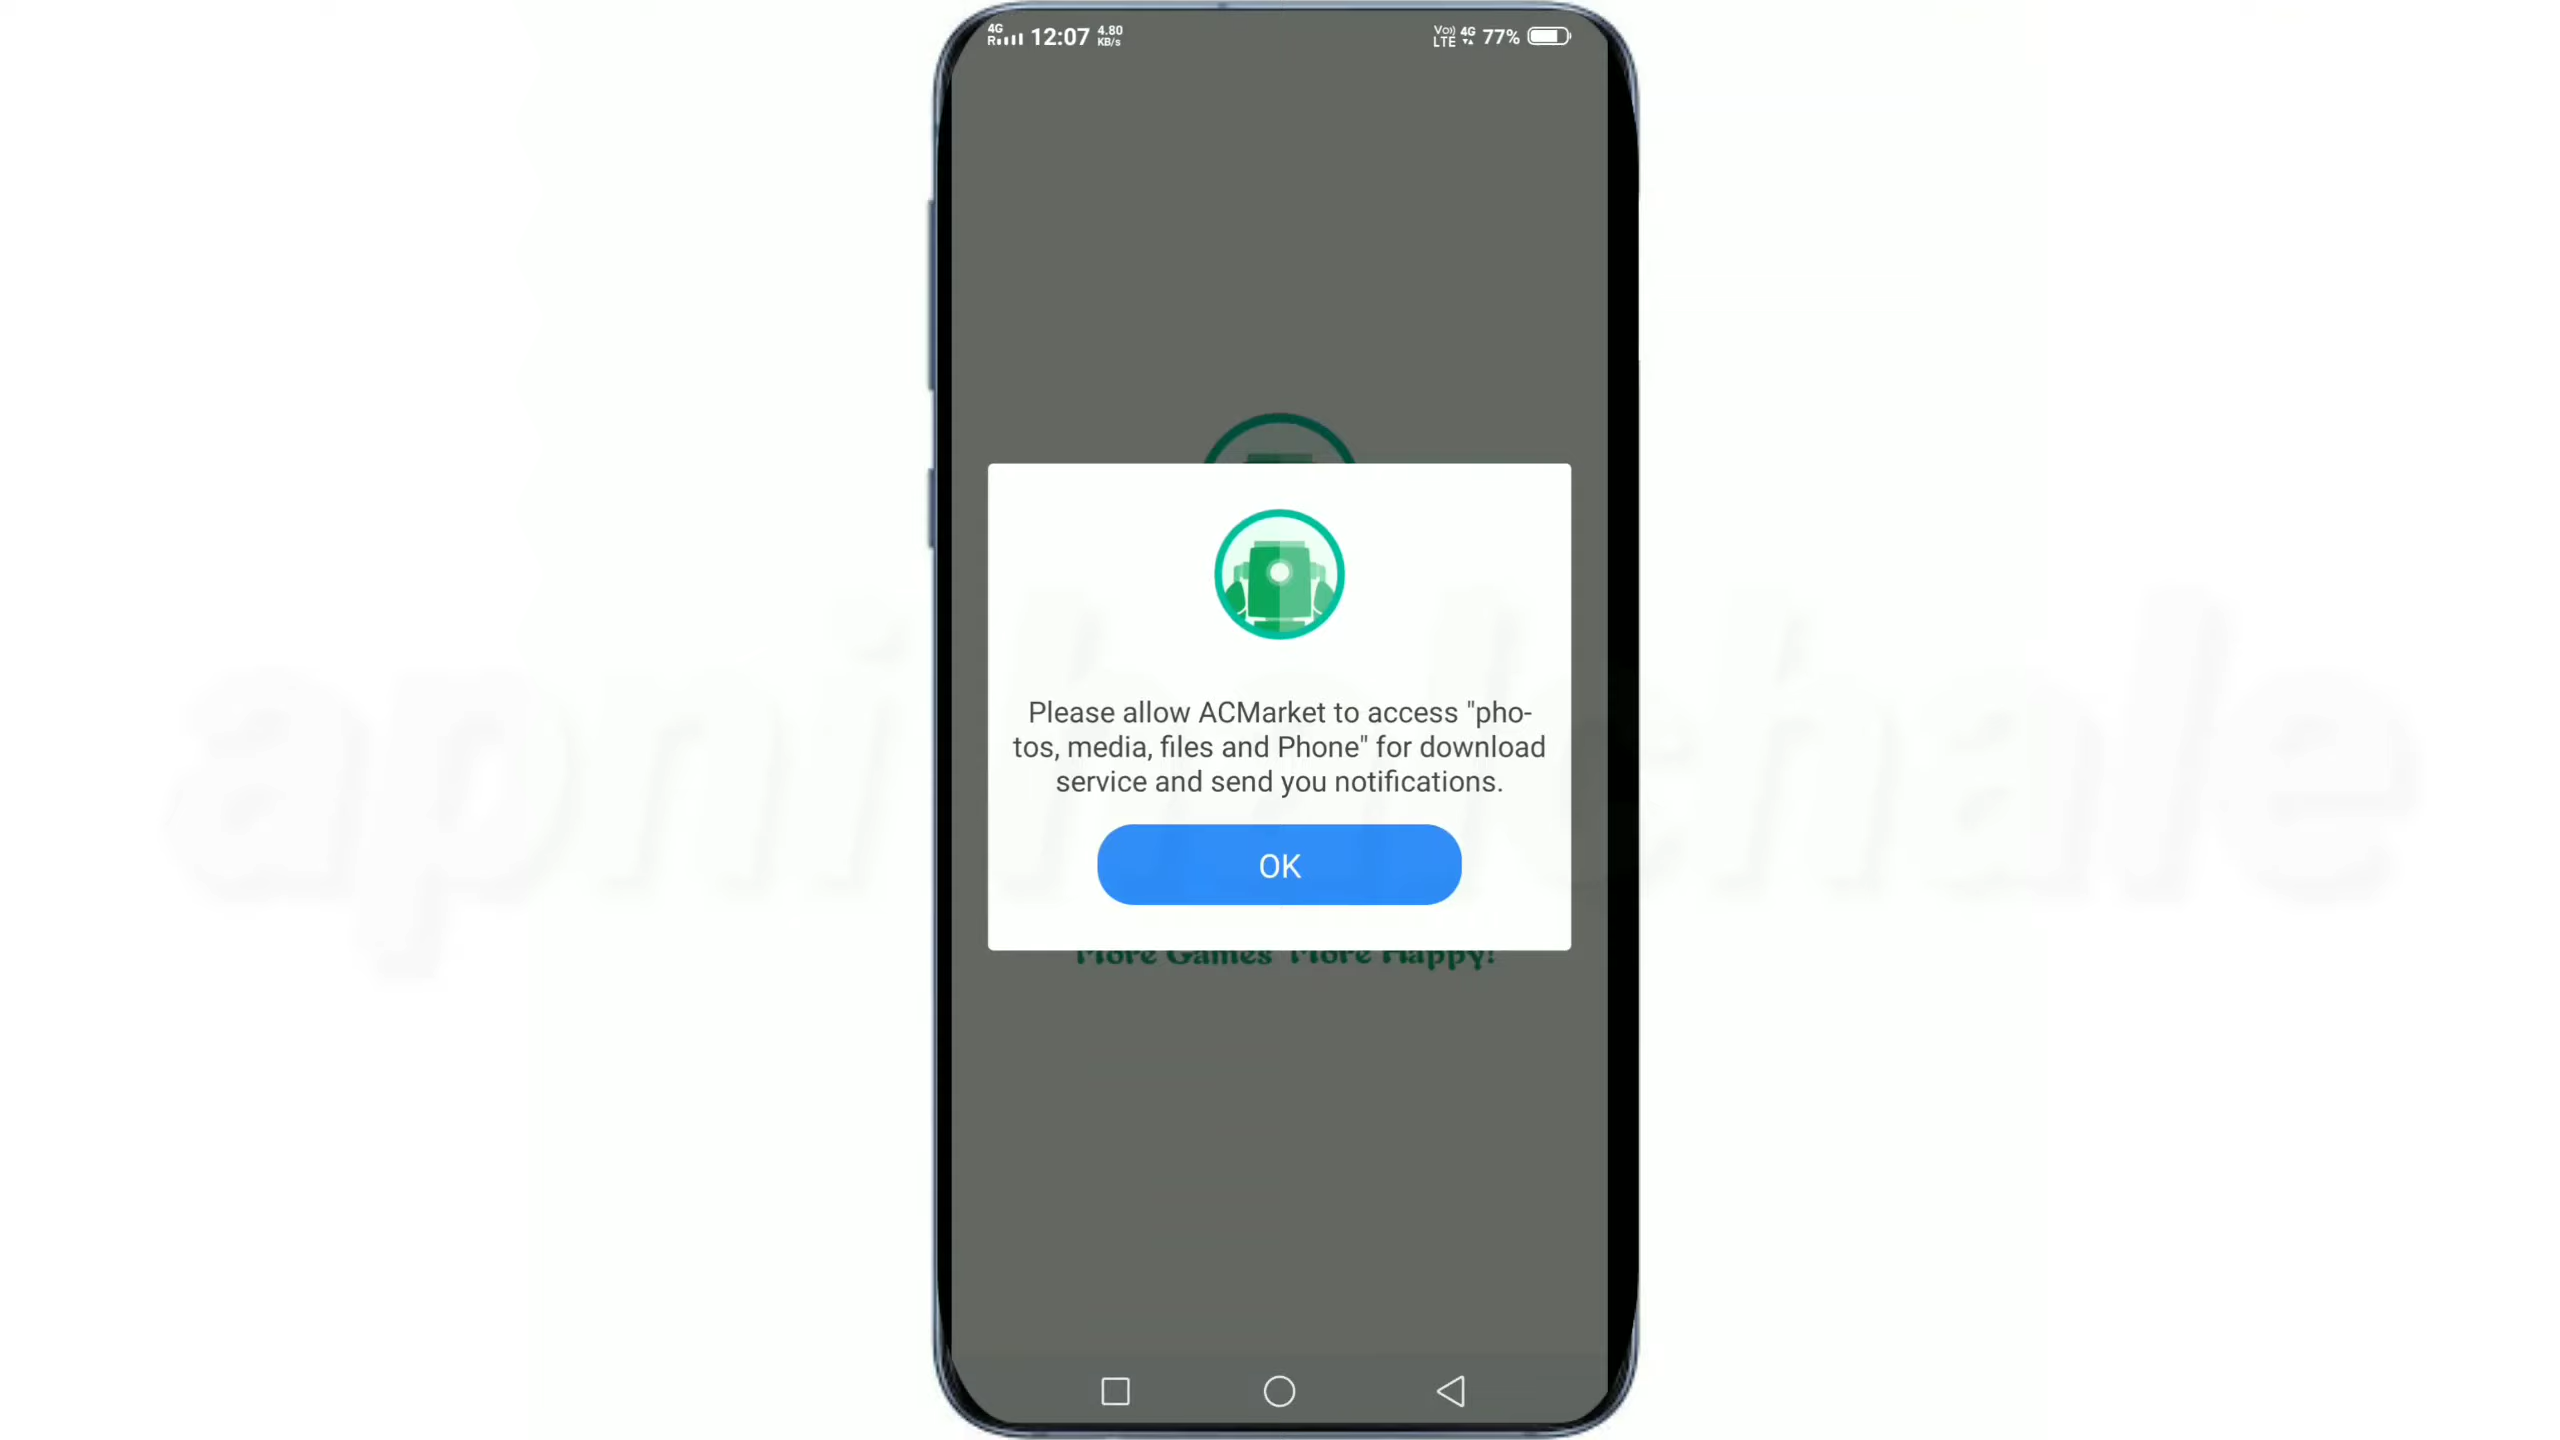 4G
R 12:07 4.80 KB/s
Vo) LTE 4G 77%
Please allow ACMarket to access "pho-
tos, media, files and Phone" for download
service and send you notifications.
OK
More Games More Happy!